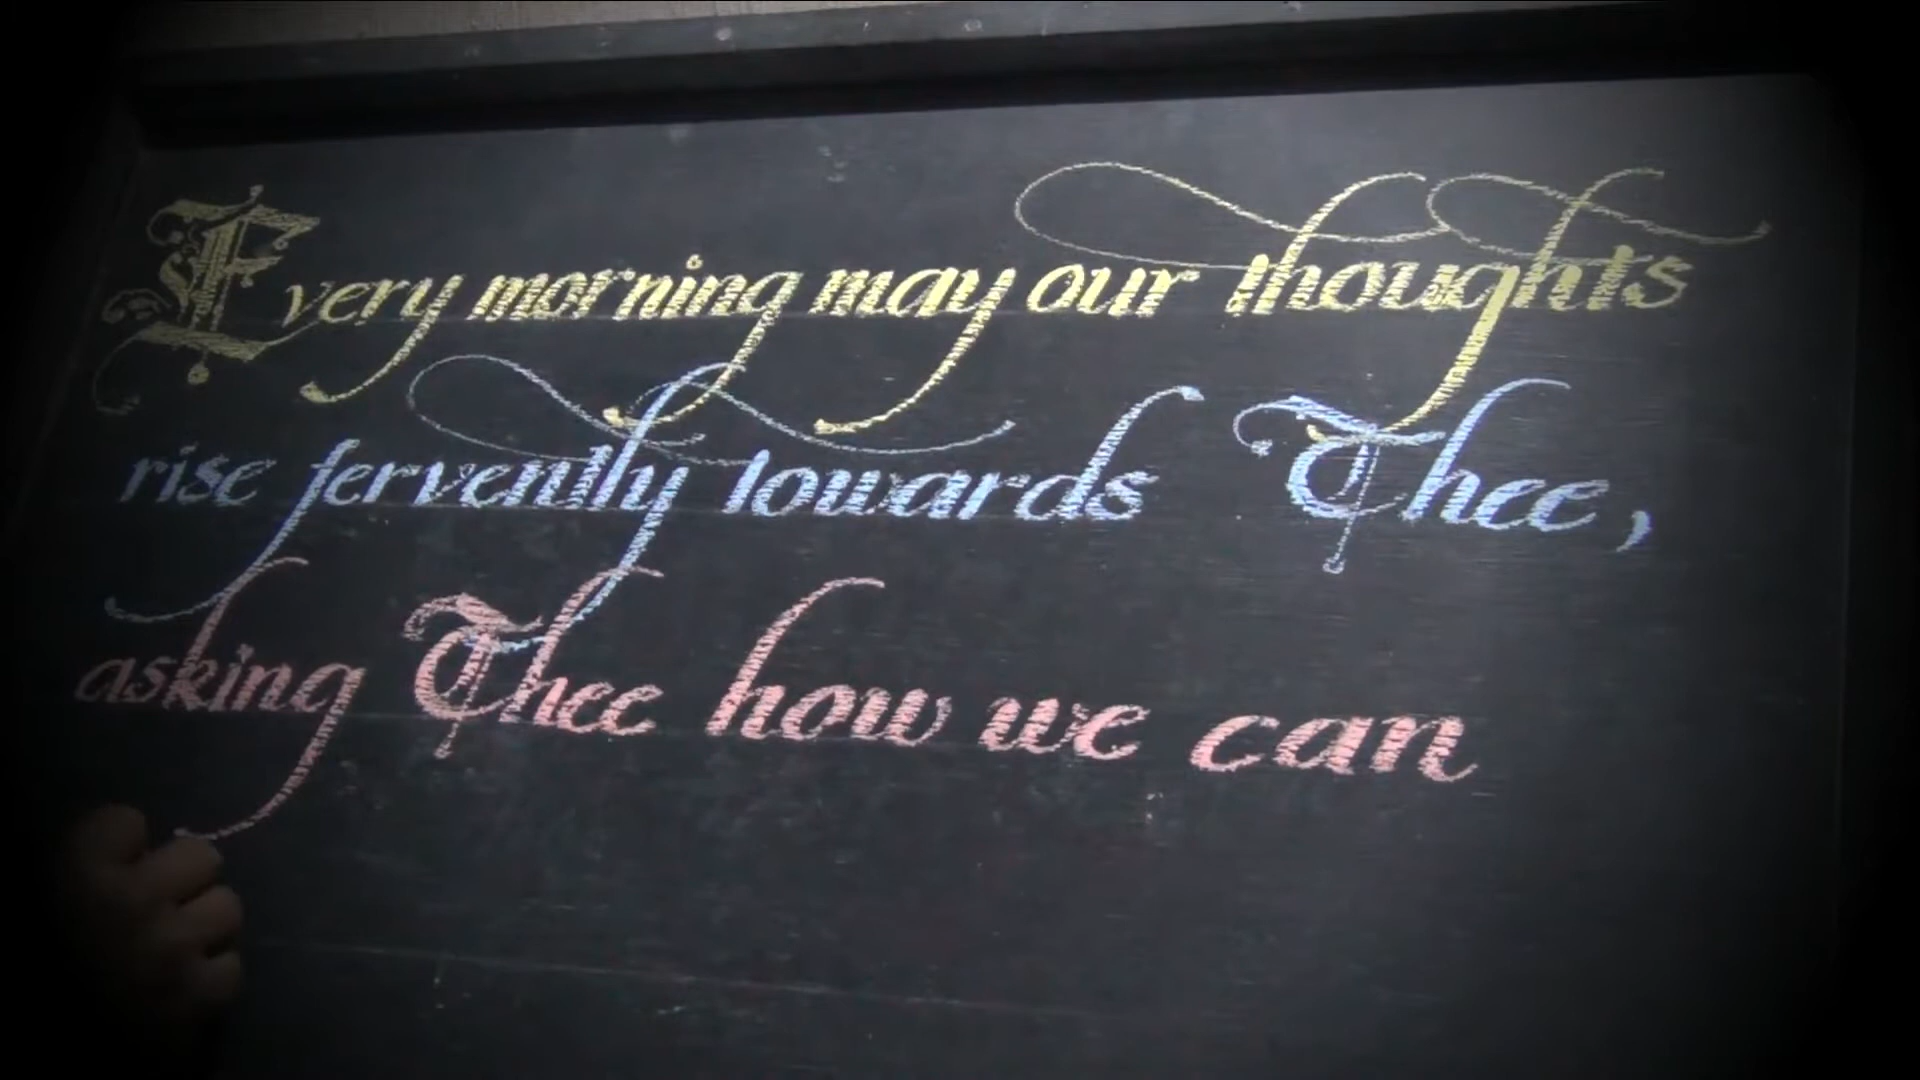 Every morning may our thoughts
rise fervently towards Thee,
asking Thee how we can